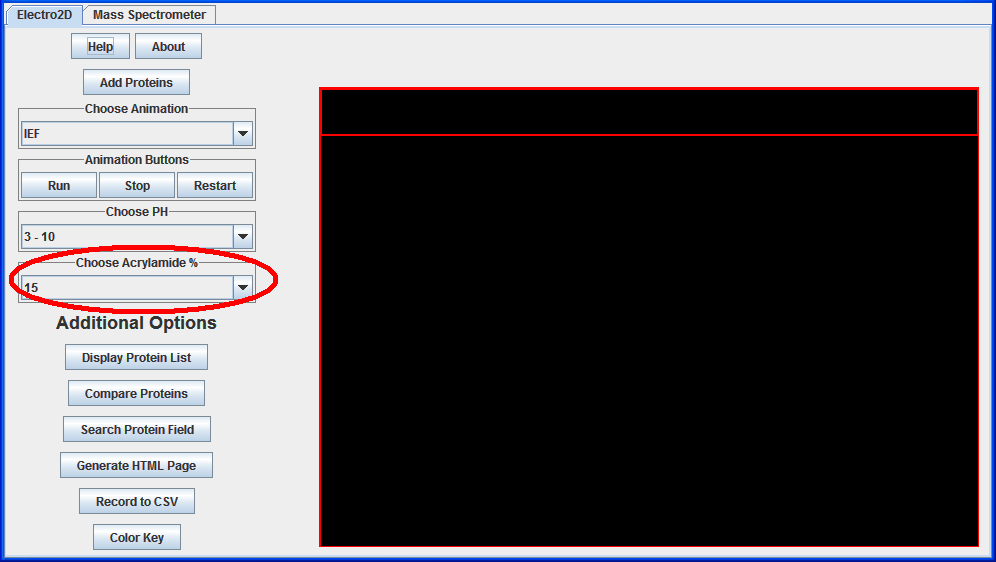 Electro2D Mass Spectrometer
Help About
Add Proteins
Choose Animation
IEF
Animation Buttons
Run Stop Restart
Choose PH
3 - 10
Choose Acrylamide %
15
Additional Options
Display Protein List
Compare Proteins
Search Protein Field
Generate HTML Page
Record to CSV
Color Key